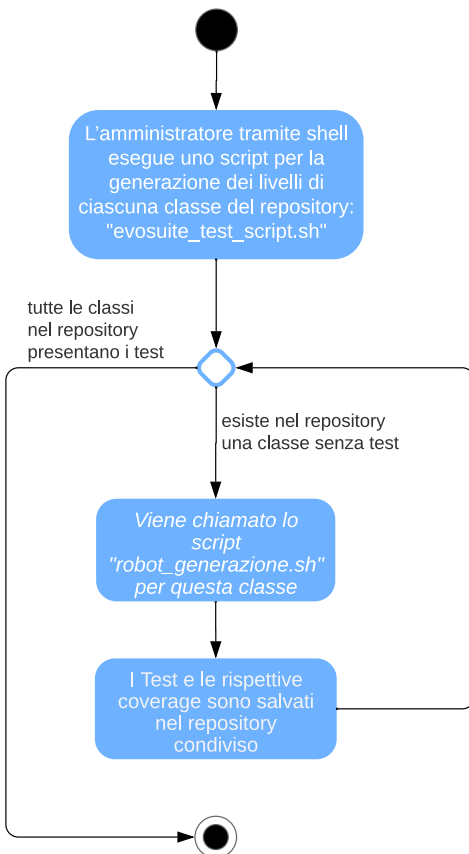 L'amministratore tramite shell
esegue uno script per la
generazione dei livelli di
ciascuna classe del repository:
"evosuite_test_script.sh"
tutte le classi
nel repository
presentano i test
esiste nel repository
una classe senza test
Viene chiamato lo
script
"robot_generazione.sh"
per questa classe
I Test e le rispettive
coverage sono salvati
nel repository
condiviso